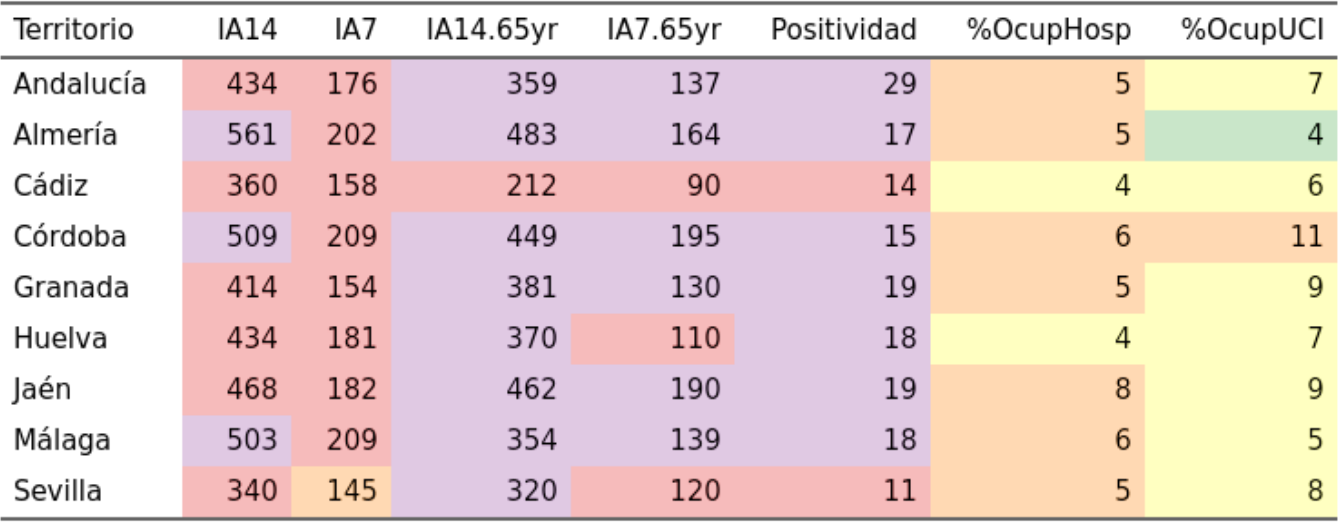 Territorio IA14 IA7 IA14.65yr IA7.65yr Positividad %OcupHosp %OcupUCI
Andalucía 434 176 359 137 29 5 7
Almería 561 202 483 164 17 5 4
Cádiz 360 158 212 90 14 4 6
Córdoba 509 209 449 195 15 6 11
Granada 414 154 381 130 19 5 9
Huelva 434 181 370 110 18 4 7
Jaén 468 182 462 190 19 8 9
Málaga 503 209 354 139 18 6 5
Sevilla 340 145 320 120 11 5 8